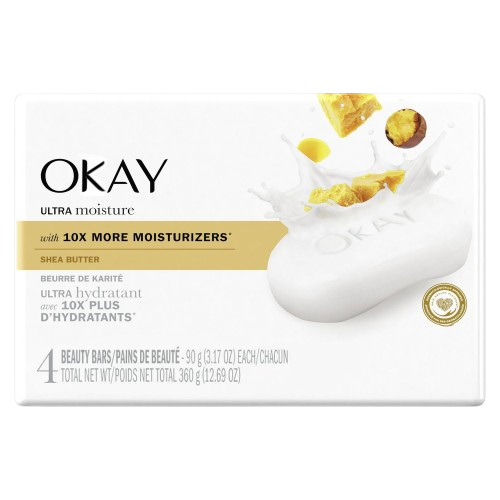 OKAY
ULTRA moisture
with 10X MORE MOISTURIZERS*
SHEA BUTTER
BEURRE DE KARITÉ
ULTRA hydratant
avec 10X PLUS
D'HYDRATANTS*
4 BEAUTY BARS/PAINS DE BEAUTÉ - 90 g (3.17 OZ) EACH/CHACUN
TOTAL NET WT/POIDS NET TOTAL 360 g (12.69 OZ)
OKAY